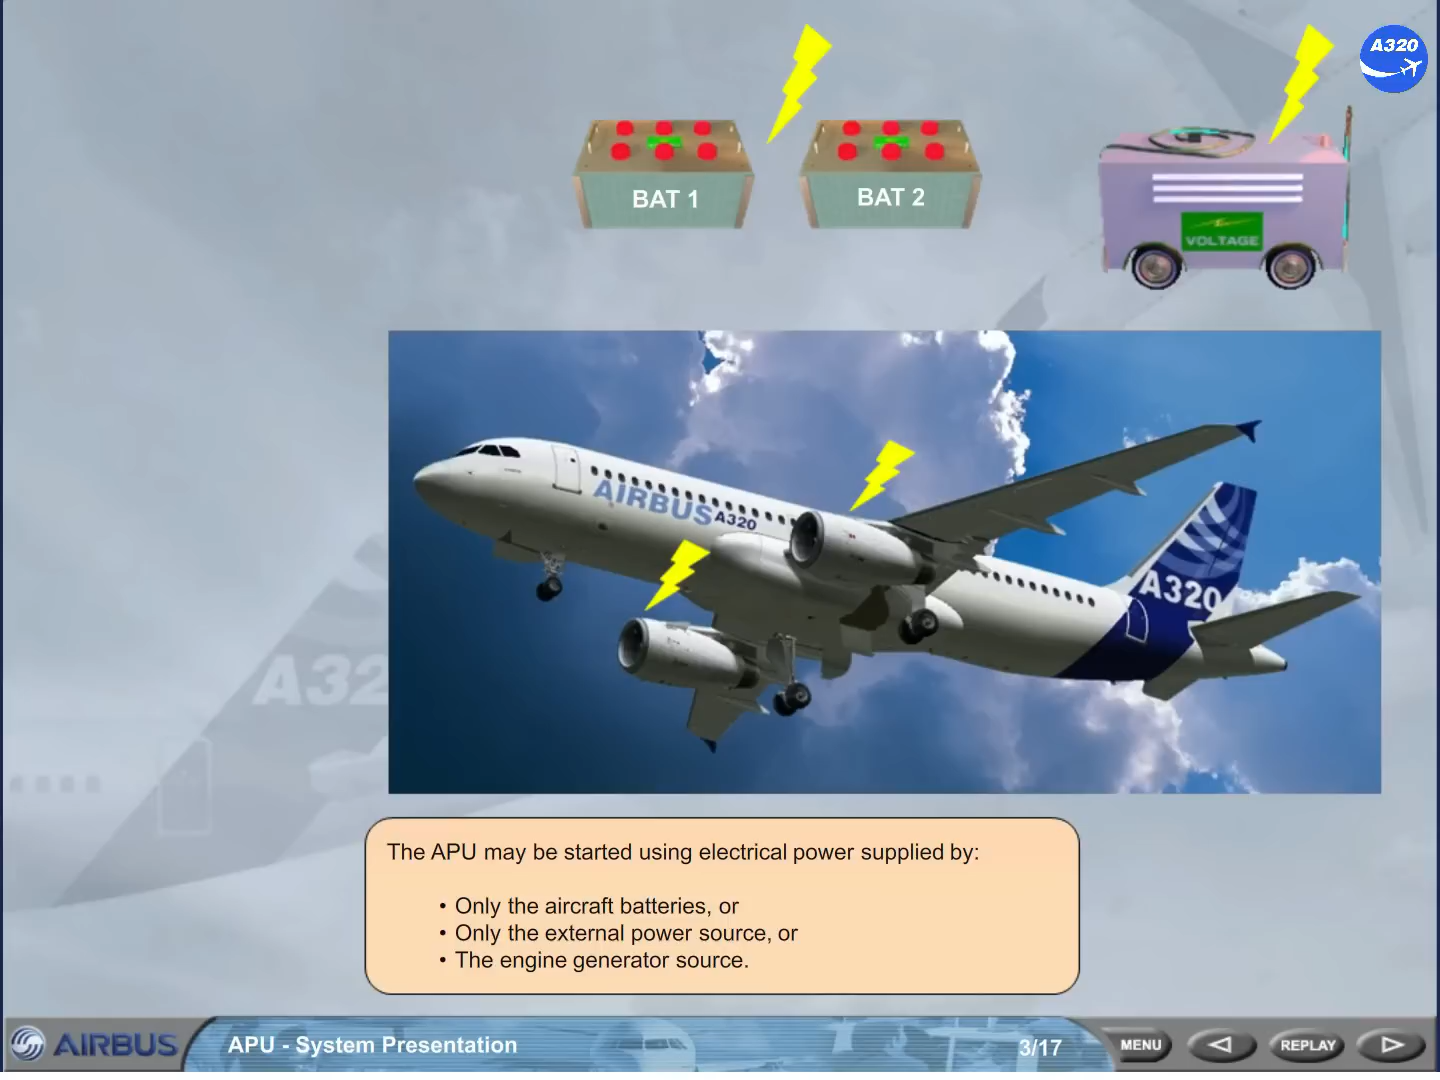 A320
BAT 1
BAT 2
VOLTAGE
AIRBUS A320
A320
A32
The APU may be started using electrical power supplied by:
• Only the aircraft batteries, or
• Only the external power source, or
• The engine generator source.
AIRBUS
APU - System Presentation
3/17
MENU
REPLAY